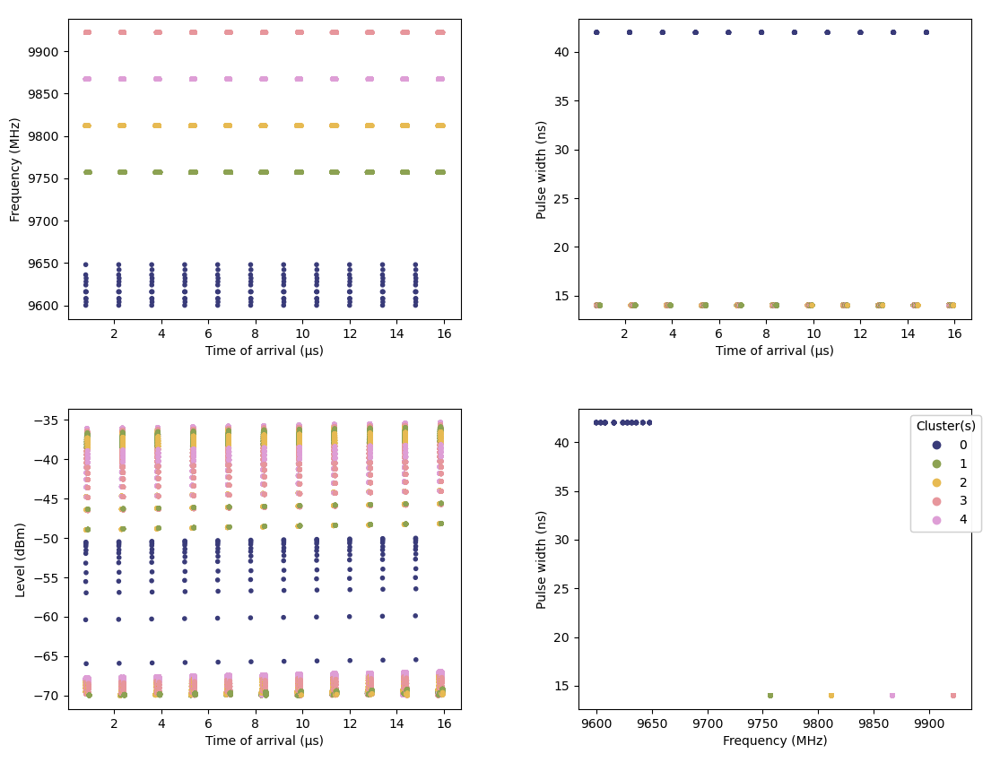 9900
9850
9800
9750
9700
9650
9600
Frequency (MHz)
2 4 6 8 10 12 14 16
Time of arrival (µs)
40
35
30
25
20
15
Pulse width (ns)
2 4 6 8 10 12 14 16
Time of arrival (µs)
−35
−40
−45
−50
−55
−60
−65
−70
Level (dBm)
2 4 6 8 10 12 14 16
Time of arrival (µs)
40
35
30
25
20
15
Pulse width (ns)
9600 9650 9700 9750 9800 9850 9900
Frequency (MHz)
Cluster(s)
0
1
2
3
4